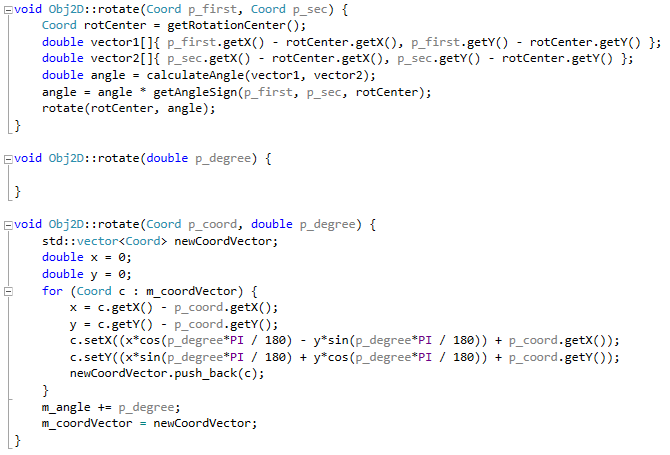 void Obj2D::rotate(Coord p_first, Coord p_sec) {
    Coord rotCenter = getRotationCenter();
    double vector1[]{ p_first.getX() - rotCenter.getX(), p_first.getY() - rotCenter.getY() };
    double vector2[]{ p_sec.getX() - rotCenter.getX(), p_sec.getY() - rotCenter.getY() };
    double angle = calculateAngle(vector1, vector2);
    angle = angle * getAngleSign(p_first, p_sec, rotCenter);
    rotate(rotCenter, angle);
}
void Obj2D::rotate(double p_degree) {
}
void Obj2D::rotate(Coord p_coord, double p_degree) {
    std::vector<Coord> newCoordVector;
    double x = 0;
    double y = 0;
    for (Coord c : m_coordVector) {
        x = c.getX() - p_coord.getX();
        y = c.getY() - p_coord.getY();
        c.setX((x*cos(p_degree*PI / 180) - y*sin(p_degree*PI / 180)) + p_coord.getX());
        c.setY((x*sin(p_degree*PI / 180) + y*cos(p_degree*PI / 180)) + p_coord.getY());
        newCoordVector.push_back(c);
    }
    m_angle += p_degree;
    m_coordVector = newCoordVector;
}